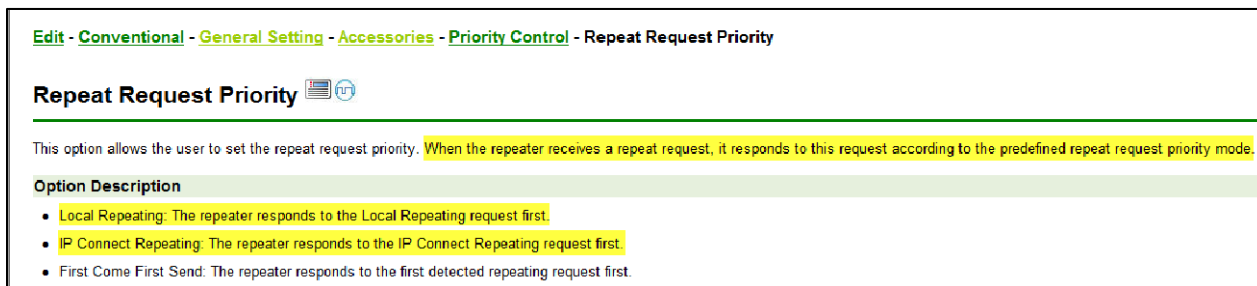 Edit - Conventional - General Setting - Accessories - Priority Control - Repeat Request Priority
Repeat Request Priority
This option allows the user to set the repeat request priority. When the repeater receives a repeat request, it responds to this request according to the predefined repeat request priority mode.
Option Description
• Local Repeating: The repeater responds to the Local Repeating request first.
• IP Connect Repeating: The repeater responds to the IP Connect Repeating request first.
• First Come First Send: The repeater responds to the first detected repeating request first.